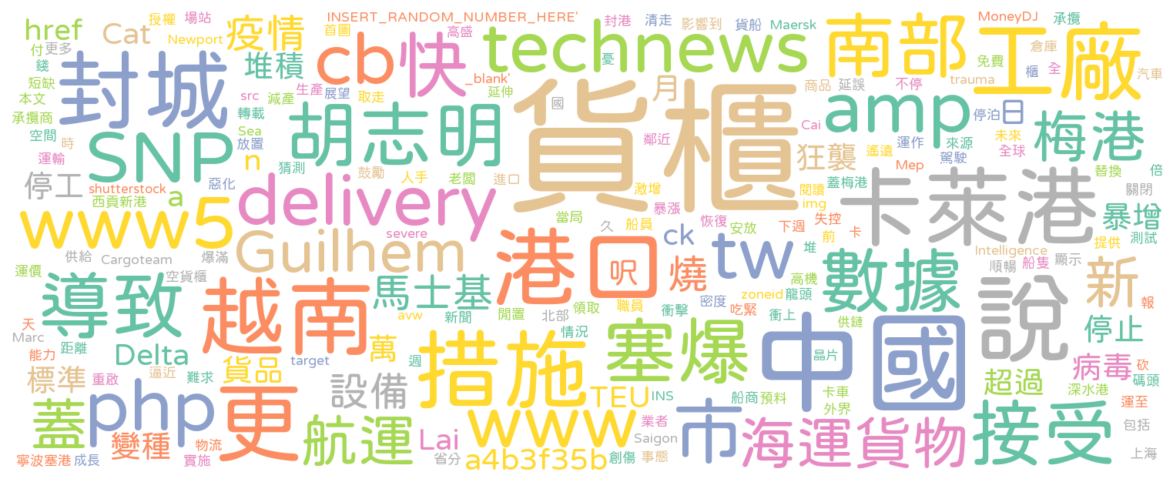 INSERT_RANDOM_NUMBER_HERE'
授權
場站
首圖
高盛
封港
清走
影響到
貨船
Maersk
MoneyDJ
承攬
href
Cat
疫情
Newport
付
更多
錢
封城
堆積
cb
快
technews
南部
工廠
憂
_blank'
延伸
月
商品
延誤
不停
trauma
免費
倉庫
櫃
全
汽車
短缺
本文
承攬商
空間
時
運輸
src
生產
減產
展望
取走
轉載
Sea
放置
國
貨櫃
鄰近
Cai
amp
日
停泊
運作
來源
未來
全球
梅港
SNP
n
胡志明
猜測
狂襲
遙遠
駕駛
替換
倍
停工
shutterstock
西貢新港
惡化
a
鼓勵
人手
老闆
進口
激增
暴漲
蓋梅港
閱讀
img
Mep
卡萊港
關閉
暴增
測試
www5
delivery
severe
當局
久
船員
恢復
安放
下週
前
失控
卡
供給
Cargoteam
爆滿
Guilhem
港口
呎
燒
ck
tw
堆
高機
數據
Intelligence
順暢
船隻
顯示
提供
新
報
運價
空貨櫃
導致
越南
馬士基
新聞
閒置
北部
領取
職員
衝擊
密度
zoneid
吃緊
龍頭
衝上
供鏈
說
停止
天
Marc
能力
距離
Delta
avw
target
萬
週
措施
情況
塞爆
中國
晶片
病毒
砍
碼頭
標準
重啟
逼近
難求
貨品
設備
TEU
INS
船商
預料
卡車
外界
超過
深水港
運至
蓋
php
更
航運
Lai
www
業者
Saigon
市
海運貨物
接受
包括
變種
物流
寧波塞港
成長
實施
省分
a4b3f35b
創傷
事態
上海